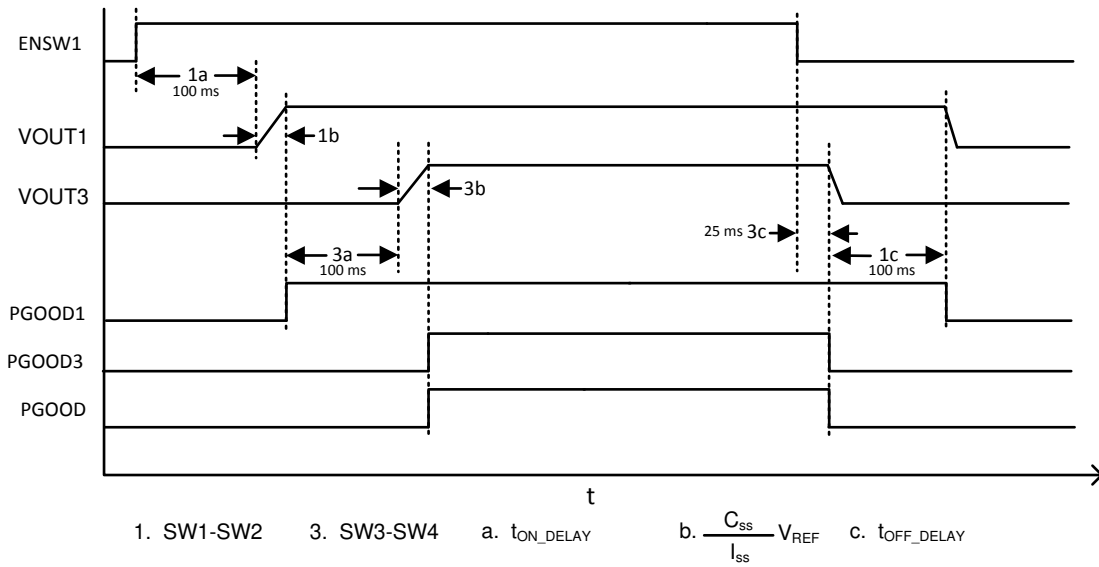 ENSW1
1a
100 ms
VOUT1
1b
VOUT3
3b
25 ms 3c
3a
100 ms
1c
100 ms
PGOOD1
PGOOD3
PGOOD
t
1. SW1-SW2 3. SW3-SW4 a. tON_DELAY b. Css/Iss VREF c. tOFF_DELAY